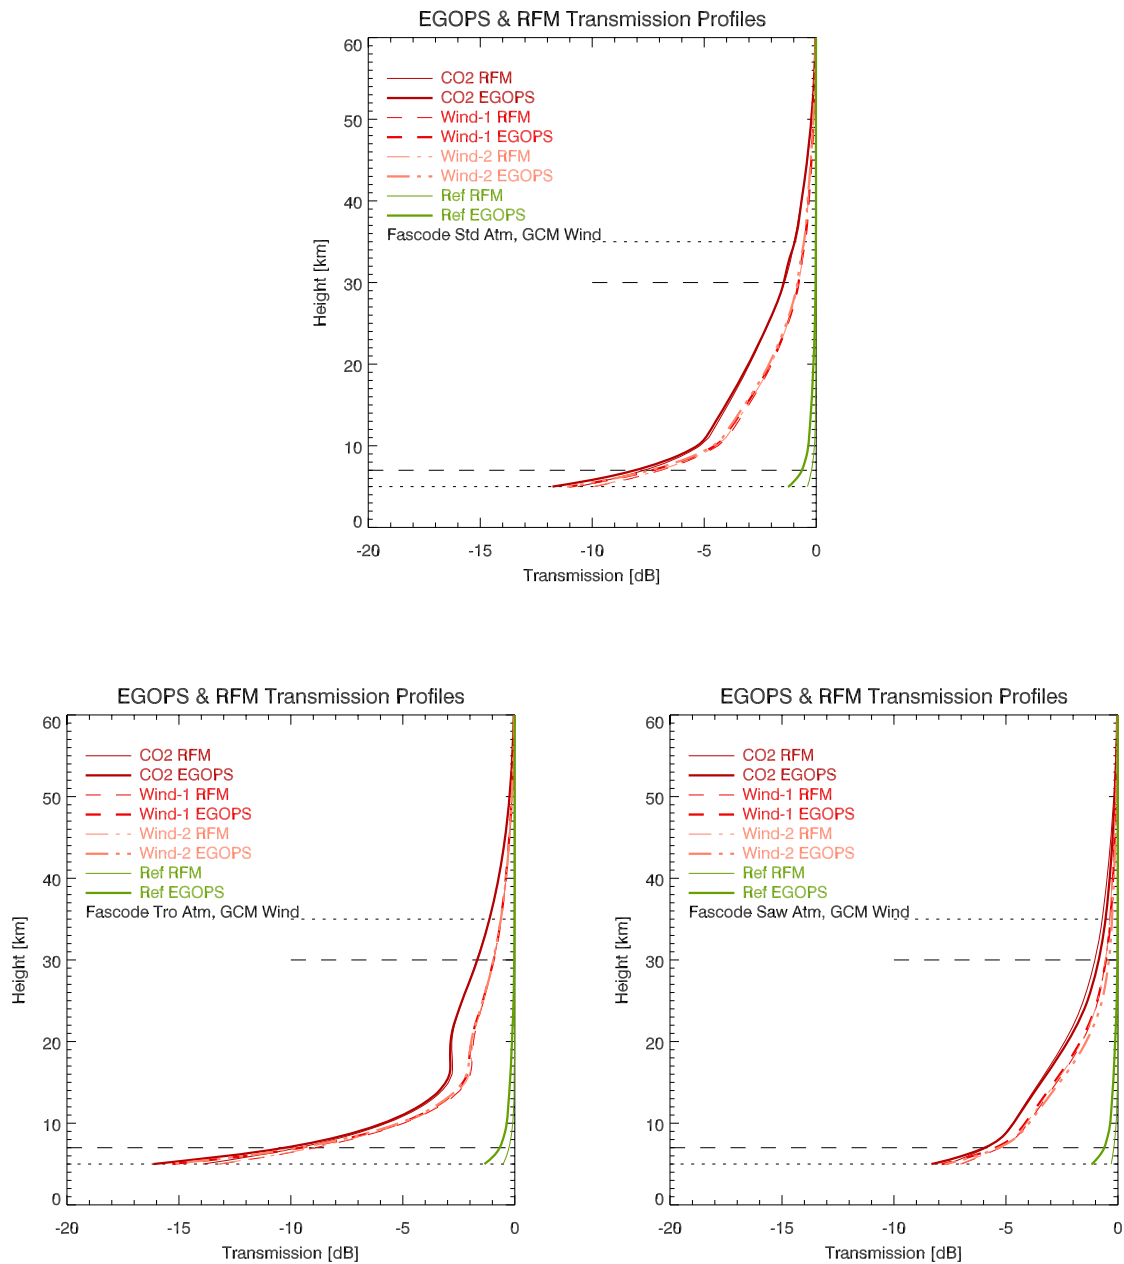 EGOPS & RFM Transmission Profiles
60
50
40
30
20
10
0
Height [km]
CO2 RFM
CO2 EGOPS
Wind-1 RFM
Wind-1 EGOPS
Wind-2 RFM
Wind-2 EGOPS
Ref RFM
Ref EGOPS
Fascode Std Atm, GCM Wind
-20 -15 -10 -5 0
Transmission [dB]
EGOPS & RFM Transmission Profiles
60
50
40
30
20
10
0
Height [km]
CO2 RFM
CO2 EGOPS
Wind-1 RFM
Wind-1 EGOPS
Wind-2 RFM
Wind-2 EGOPS
Ref RFM
Ref EGOPS
Fascode Tro Atm, GCM Wind
-20 -15 -10 -5 0
Transmission [dB]
EGOPS & RFM Transmission Profiles
60
50
40
30
20
10
0
Height [km]
CO2 RFM
CO2 EGOPS
Wind-1 RFM
Wind-1 EGOPS
Wind-2 RFM
Wind-2 EGOPS
Ref RFM
Ref EGOPS
Fascode Saw Atm, GCM Wind
-20 -15 -10 -5 0
Transmission [dB]